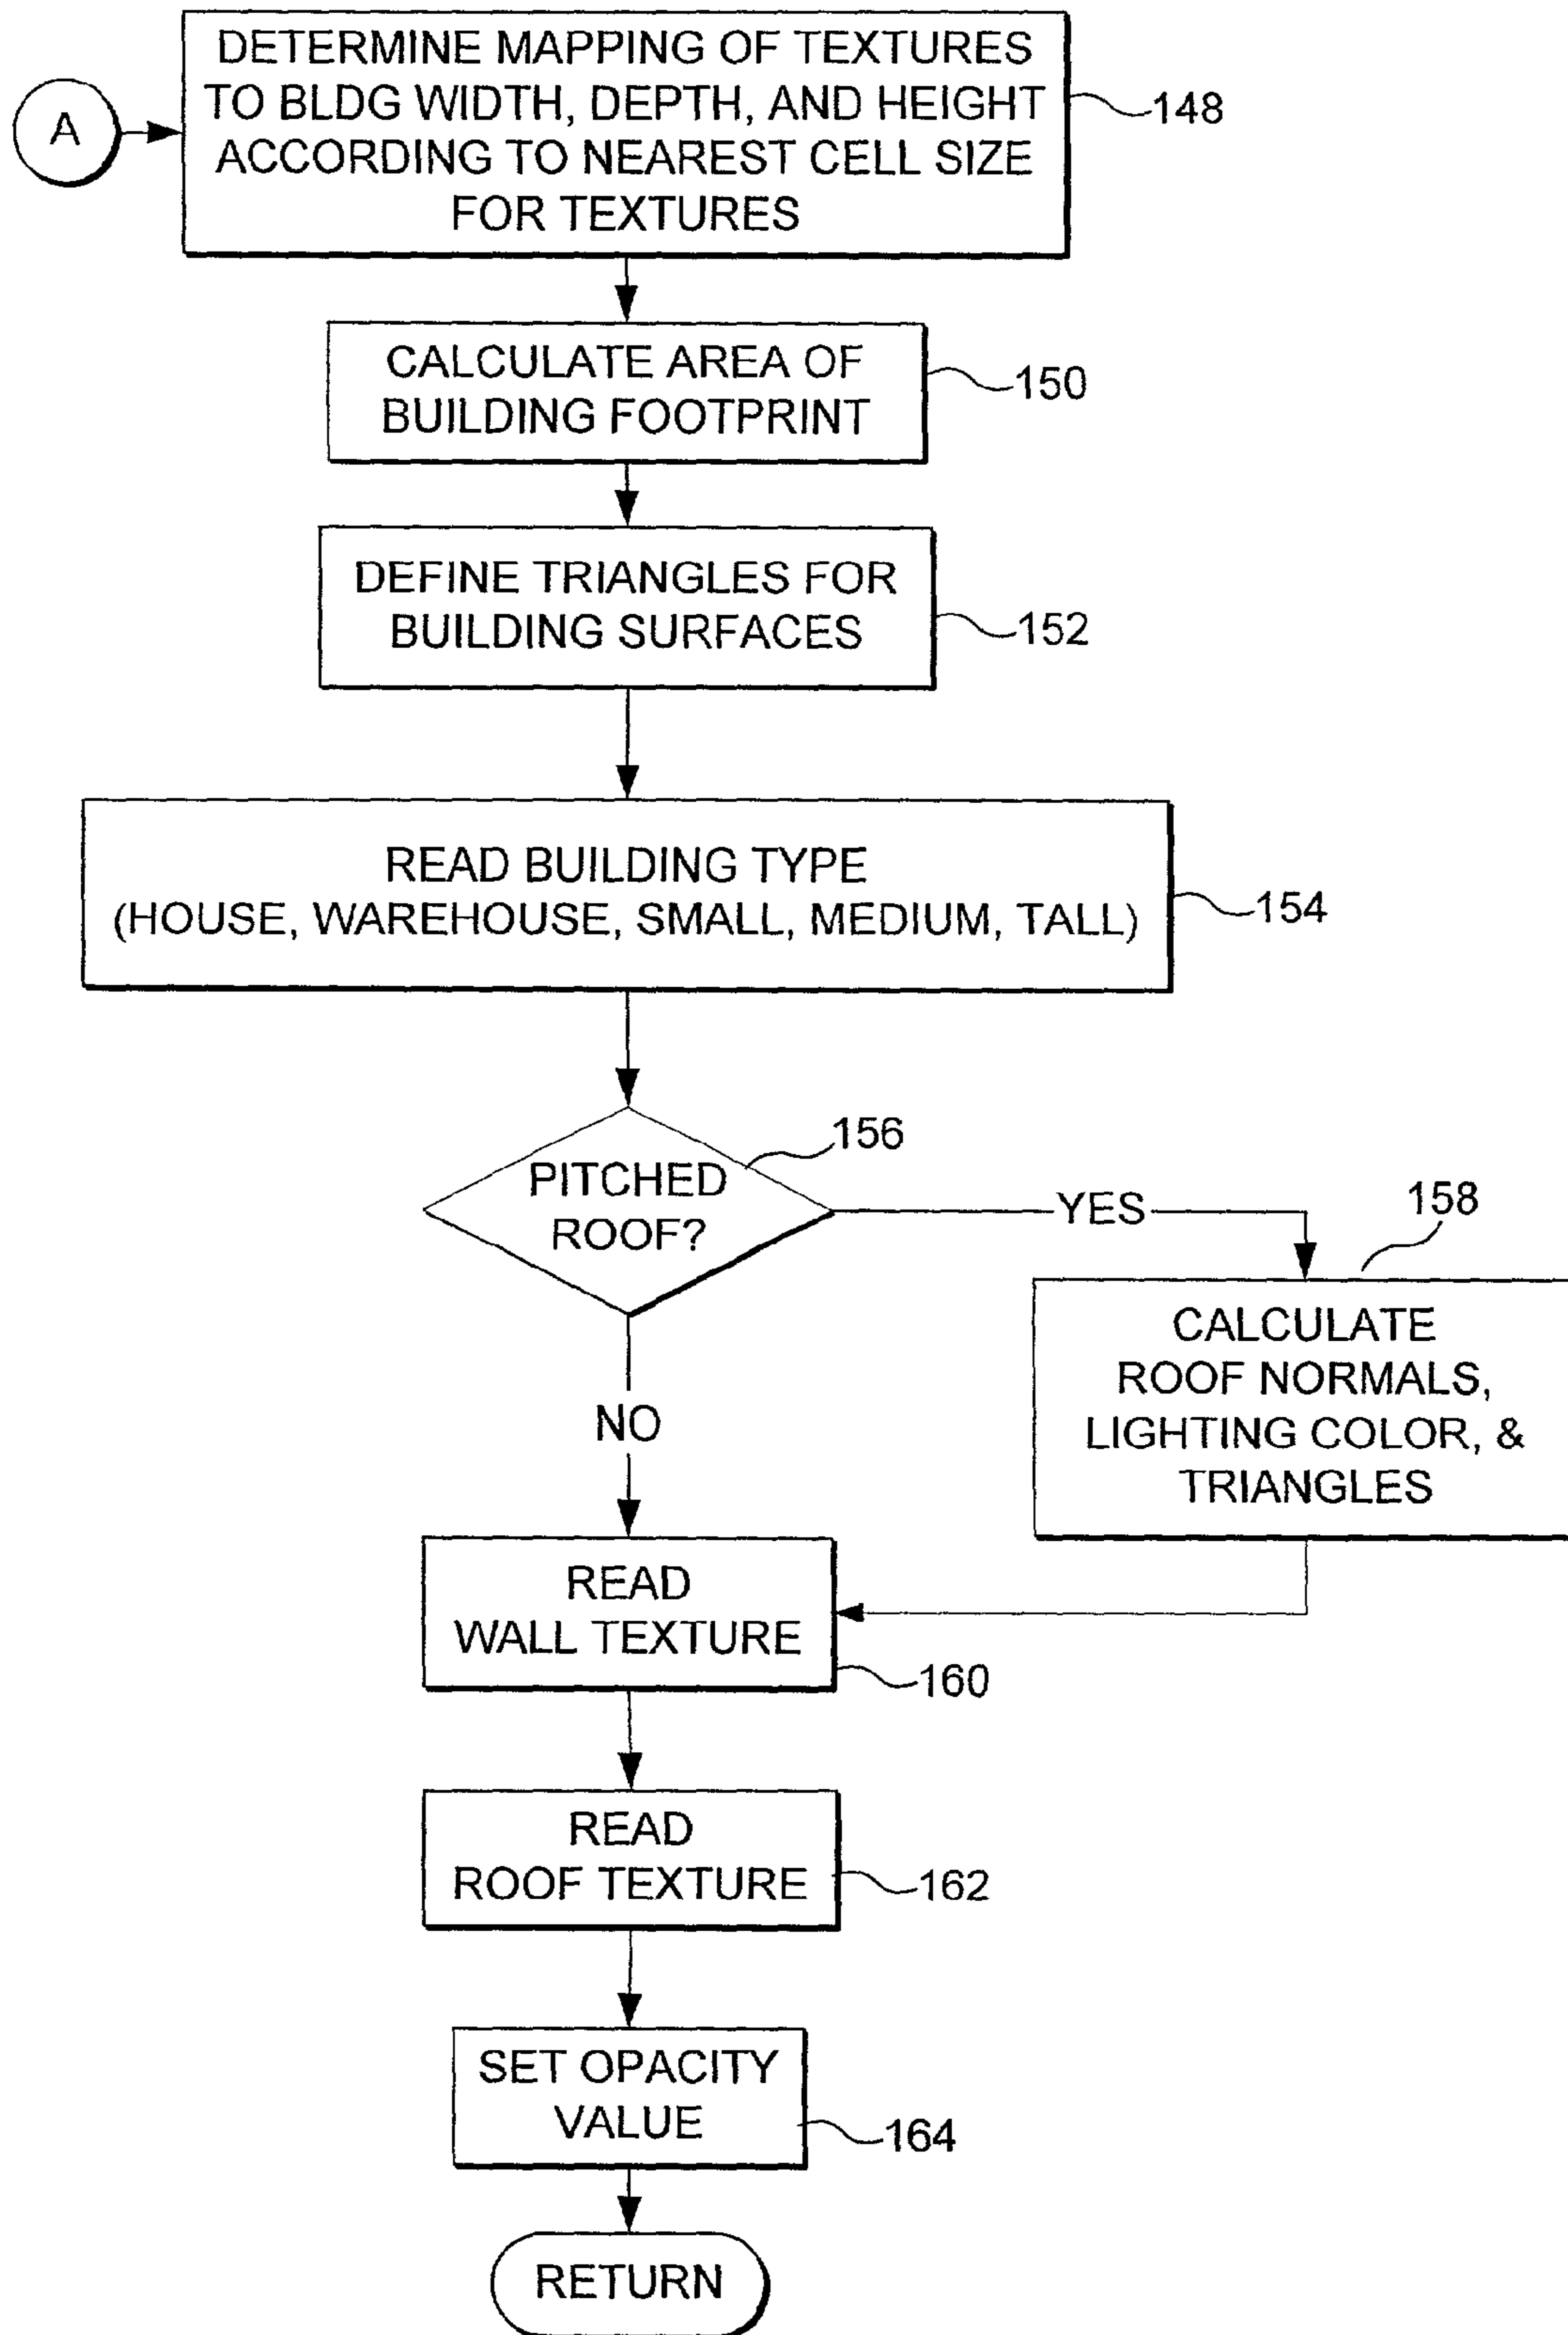 A
DETERMINE MAPPING OF TEXTURES
TO BLDG WIDTH, DEPTH, AND HEIGHT
ACCORDING TO NEAREST CELL SIZE
FOR TEXTURES
148
CALCULATE AREA OF
BUILDING FOOTPRINT
150
DEFINE TRIANGLES FOR
BUILDING SURFACES
152
READ BUILDING TYPE
(HOUSE, WAREHOUSE, SMALL, MEDIUM, TALL)
154
PITCHED
ROOF?
156
YES
158
CALCULATE
ROOF NORMALS,
LIGHTING COLOR, &
TRIANGLES
NO
READ
WALL TEXTURE
160
READ
ROOF TEXTURE
162
SET OPACITY
VALUE
164
RETURN